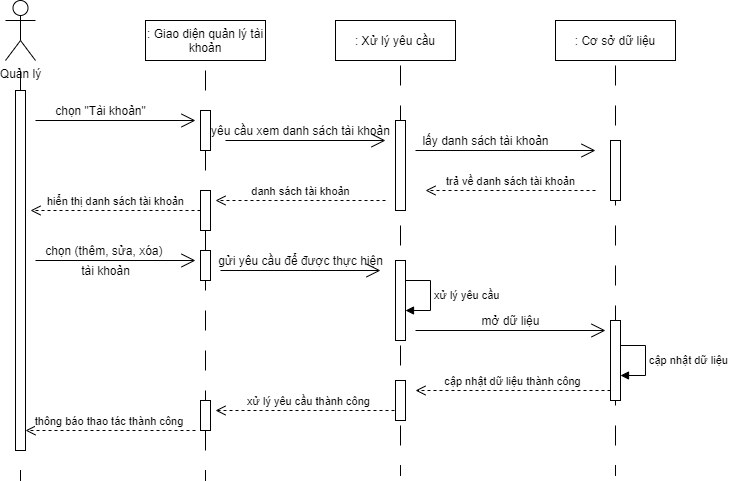 : Giao diện quản lý tài
khoản
: Xử lý yêu cầu
: Cơ sở dữ liệu
Quản lý
chọn "Tài khoản"
yêu cầu xem danh sách tài khoản
lấy danh sách tài khoản
trả về danh sách tài khoản
danh sách tài khoản
hiển thị danh sách tài khoản
chọn (thêm, sửa, xóa)
tài khoản
gửi yêu cầu để được thực hiện
xử lý yêu cầu
mở dữ liệu
cập nhật dữ liệu
cập nhật dữ liệu thành công
xử lý yêu cầu thành công
thông báo thao tác thành công